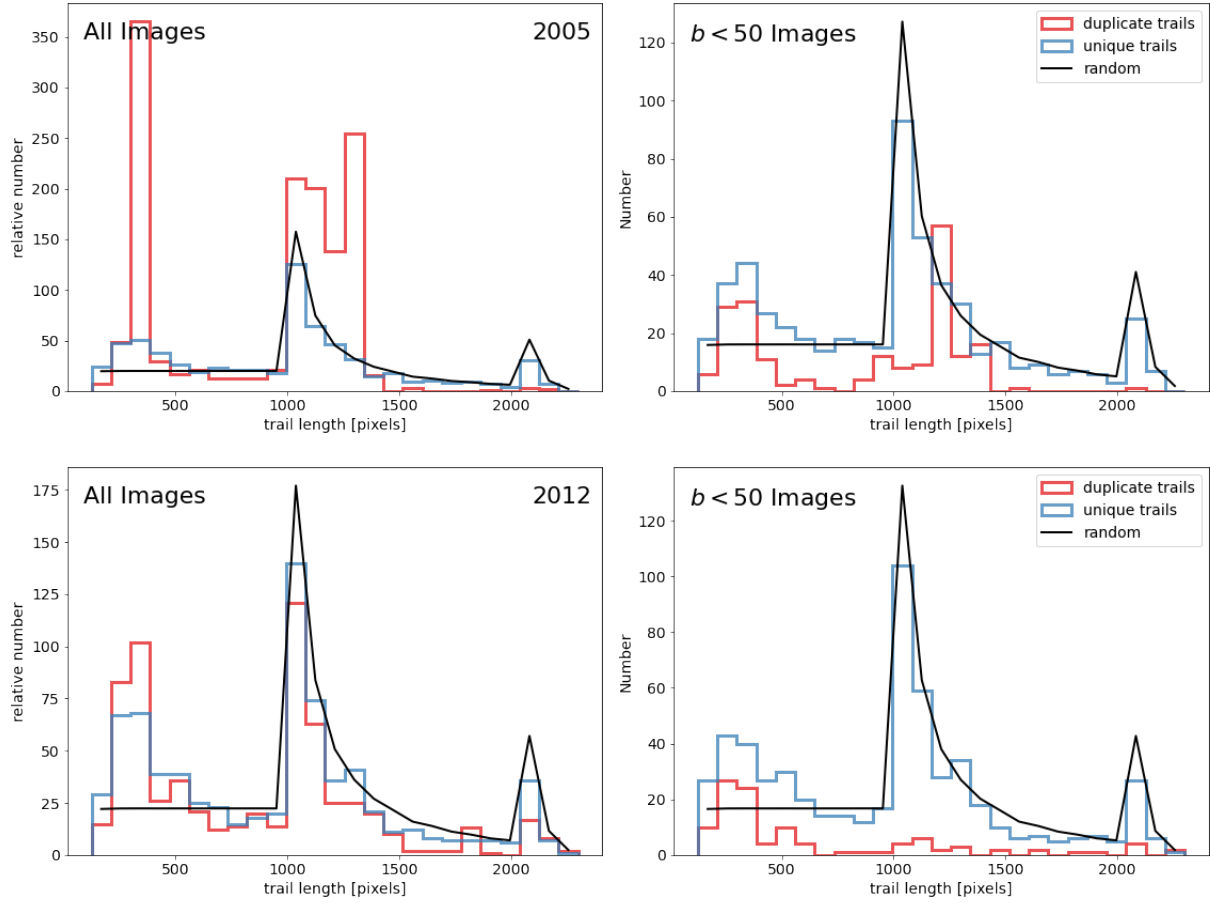 All Images 2005
350
300
250
200
150
100
50
0
relative number
500 1000 1500 2000
trail length [pixels]
b < 50 Images
duplicate trails
unique trails
random
120
100
80
60
40
20
0
Number
500 1000 1500 2000
trail length [pixels]
All Images 2012
175
150
125
100
75
50
25
0
relative number
500 1000 1500 2000
trail length [pixels]
b < 50 Images
duplicate trails
unique trails
random
120
100
80
60
40
20
0
Number
500 1000 1500 2000
trail length [pixels]